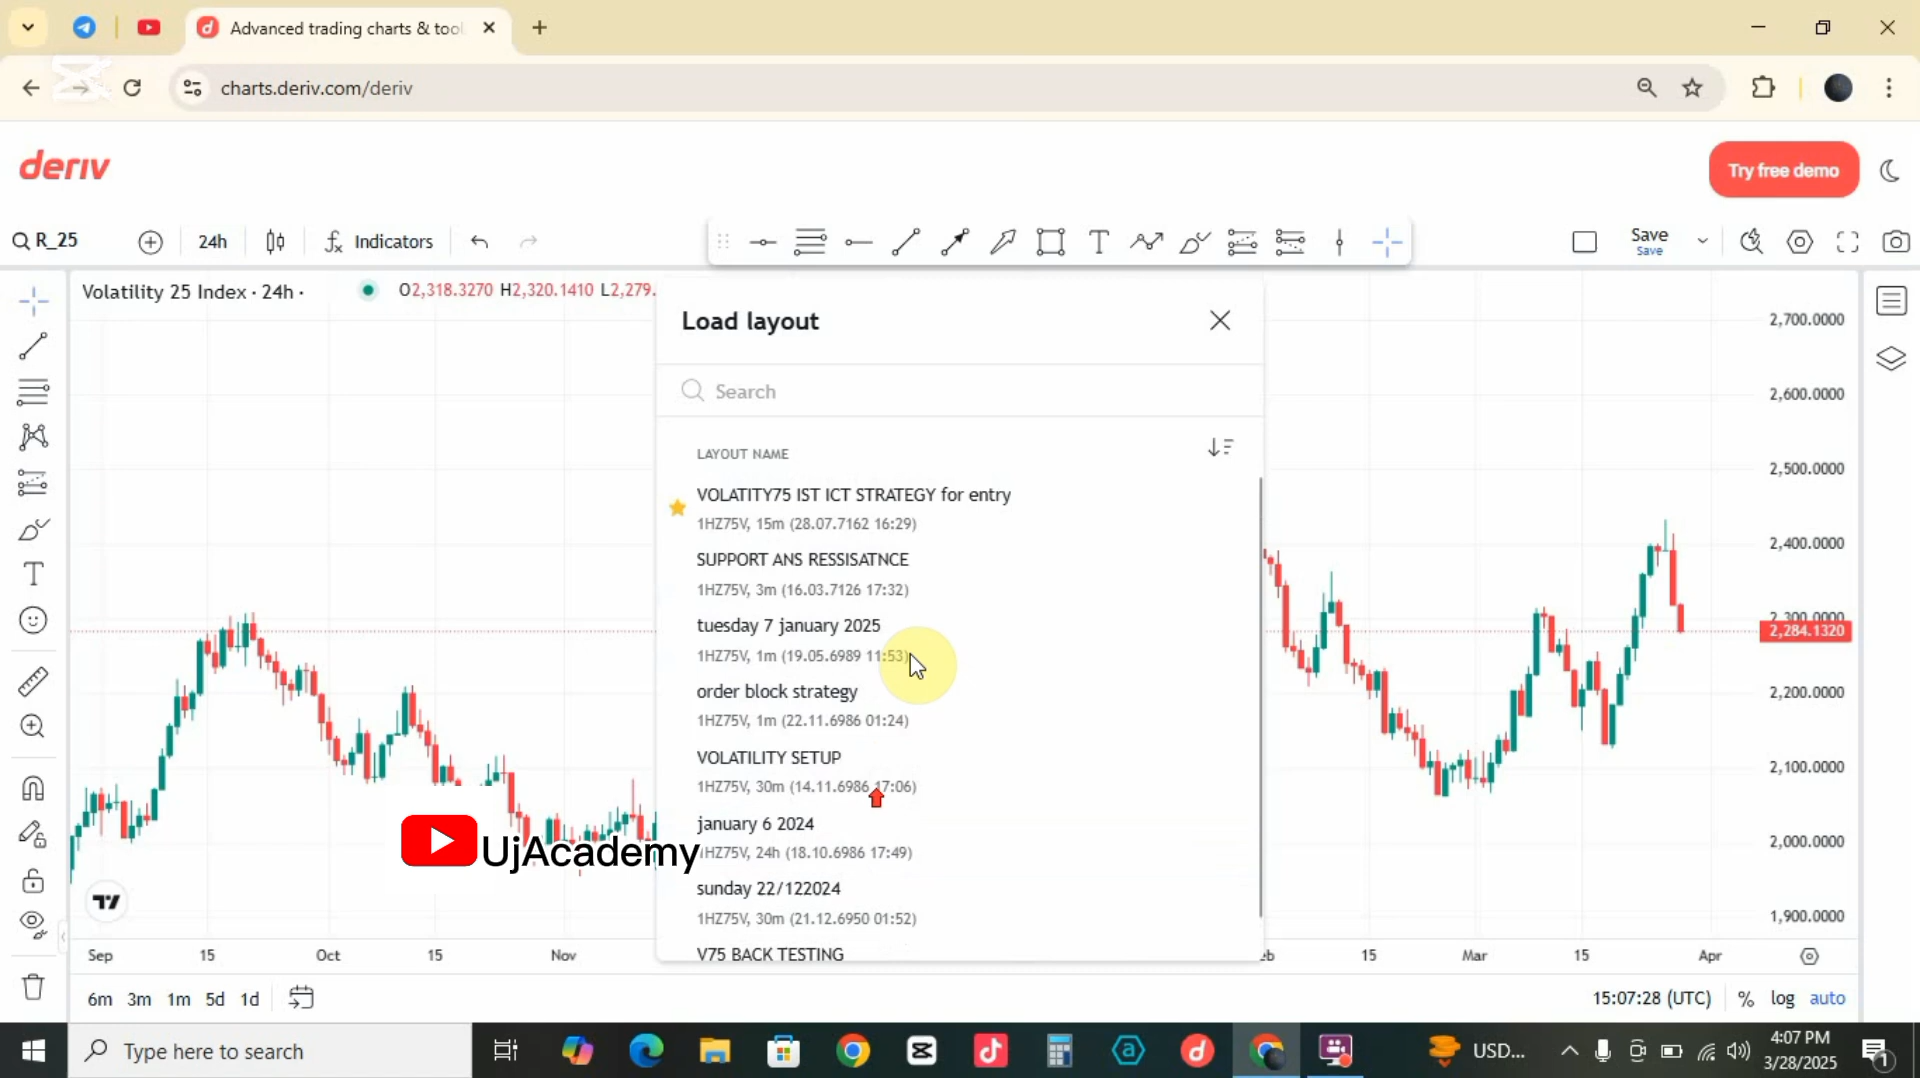 Advanced trading charts & too
charts.deriv.com/deriv
deriv
Try free demo
R_25
24h
Indicators
Save
Save
Volatility 25 Index · 24h ·
O2,318.3270 H2,320.1410 L2,279.
Load layout
Search
LAYOUT NAME
VOLATITY75 IST ICT STRATEGY for entry
1HZ75V, 15m (28.07.7162 16:29)
SUPPORT ANS RESSISATNCE
1HZ75V, 3m (16.03.7126 17:32)
tuesday 7 january 2025
1HZ75V, 1m (19.05.6989 11:53)
order block strategy
1HZ75V, 1m (22.11.6986 01:24)
VOLATILITY SETUP
1HZ75V, 30m (14.11.6986 17:06)
january 6 2024
1HZ75V, 24h (18.10.6986 17:49)
sunday 22/122024
1HZ75V, 30m (21.12.6950 01:52)
V75 BACK TESTING
UjAcademy
2,700.0000
2,600.0000
2,500.0000
2,400.0000
2,300.0000
2,284.1320
2,200.0000
2,100.0000
2,000.0000
1,900.0000
Sep 15 Oct 15 Nov eb 15 Mar 15 Apr
6m 3m 1m 5d 1d
15:07:28 (UTC) % log auto
Type here to search
USD...
4:07 PM
3/28/2025
1